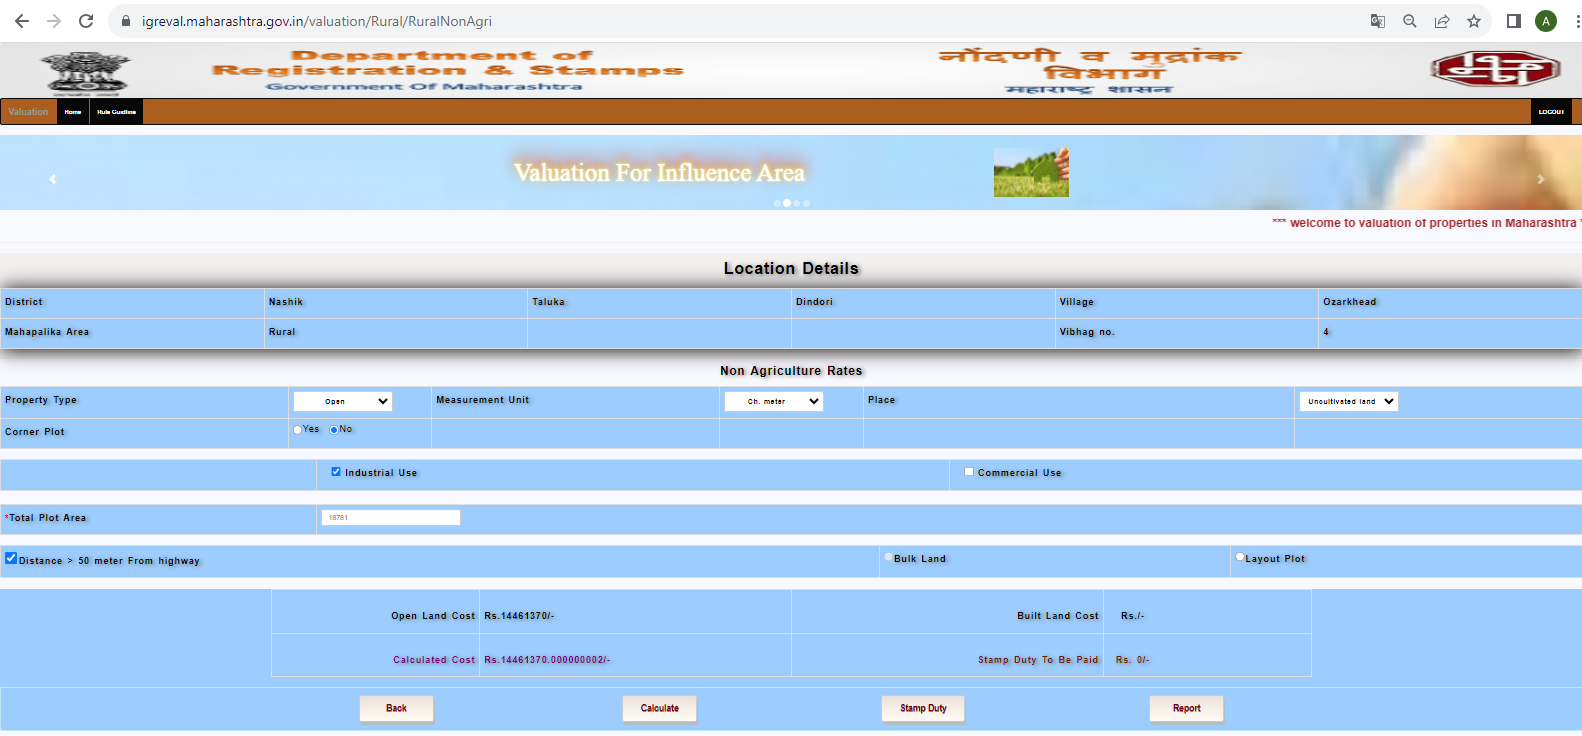 igreval.maharashtra.gov.in/valuation/Rural/RuralNonAgri
A
Department of
Registration & Stamps
Government Of Maharashtra
नोंदणी व मुद्रांक
विभाग
महाराष्ट्र शासन
Valuation Home Rule Guidline LOGOUT
Valuation For Influence Area
*** welcome to valuation of properties in Maharashtra *
Location Details
District Nashik Taluka Dindori Village Ozarkhead
Mahapalika Area Rural Vibhag no. 4
Non Agriculture Rates
Property Type Open Measurement Unit Ch. meter Place Uncultivated land
Corner Plot Yes No
Industrial Use Commercial Use
*Total Plot Area 18781
Distance > 50 meter From highway Bulk Land Layout Plot
Open Land Cost Rs.14461370/- Built Land Cost Rs./-
Calculated Cost Rs.14461370.000000002/- Stamp Duty To Be Paid Rs. 0/-
Back Calculate Stamp Duty Report